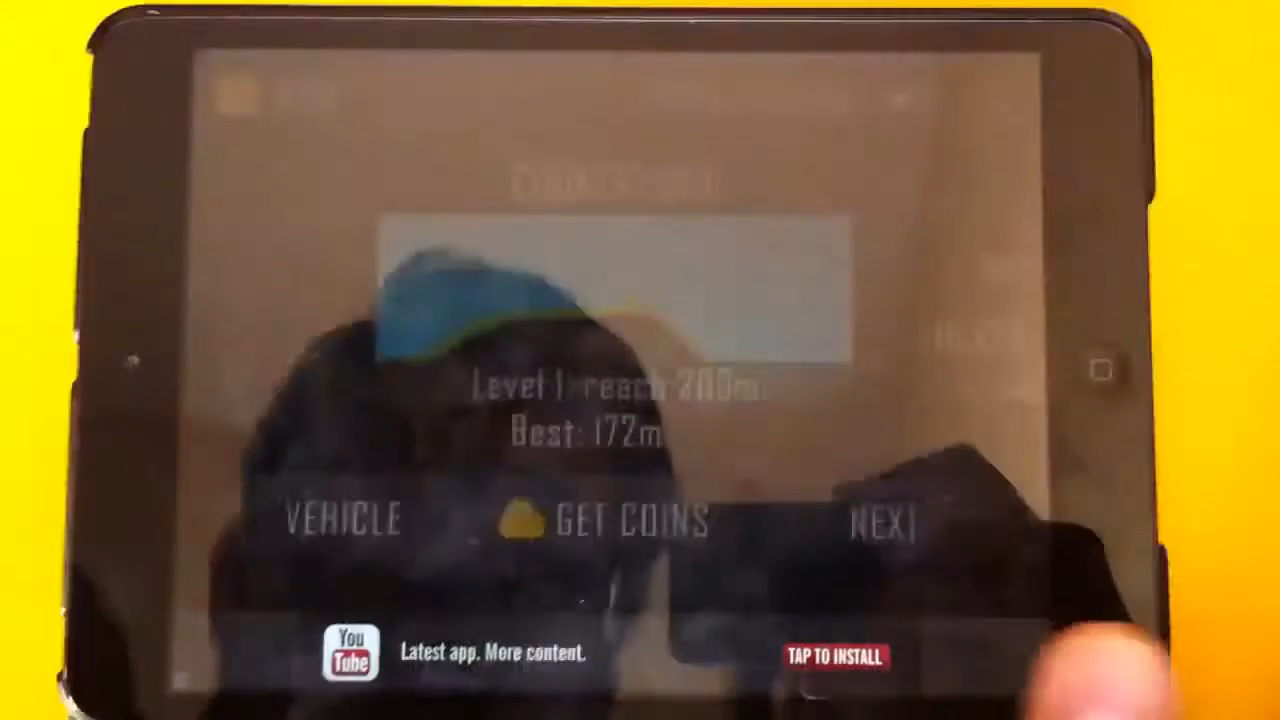 Level 1: reach 200m
Best: 172m
VEHICLE
GET COINS
NEXT
You
Tube
Latest app. More content.
TAP TO INSTALL